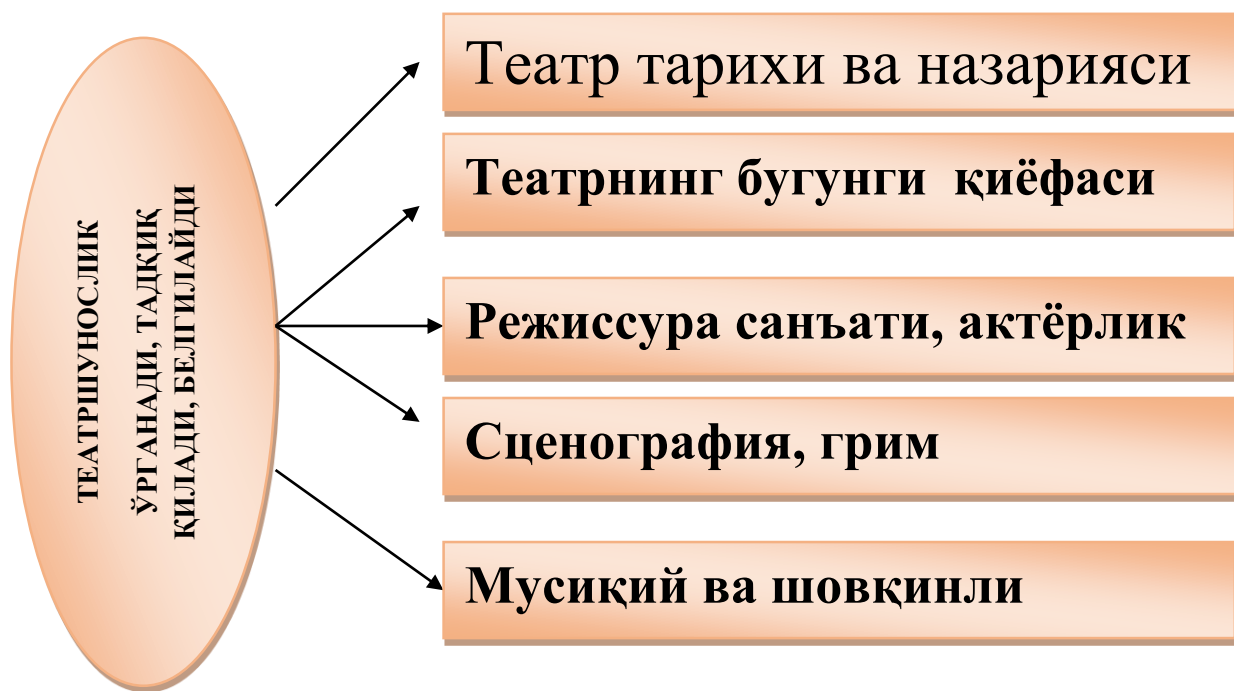 ТЕАТРШУНОСЛИК
ЎРГАНАДИ, ТАДҚИҚ
ҚИЛАДИ, БЕЛГИЛАЙДИ
Театр тарихи ва назарияси
Театрнинг бугунги қиёфаси
Режиссура санъати, актёрлик
Сценография, грим
Мусиқий ва шовқинли